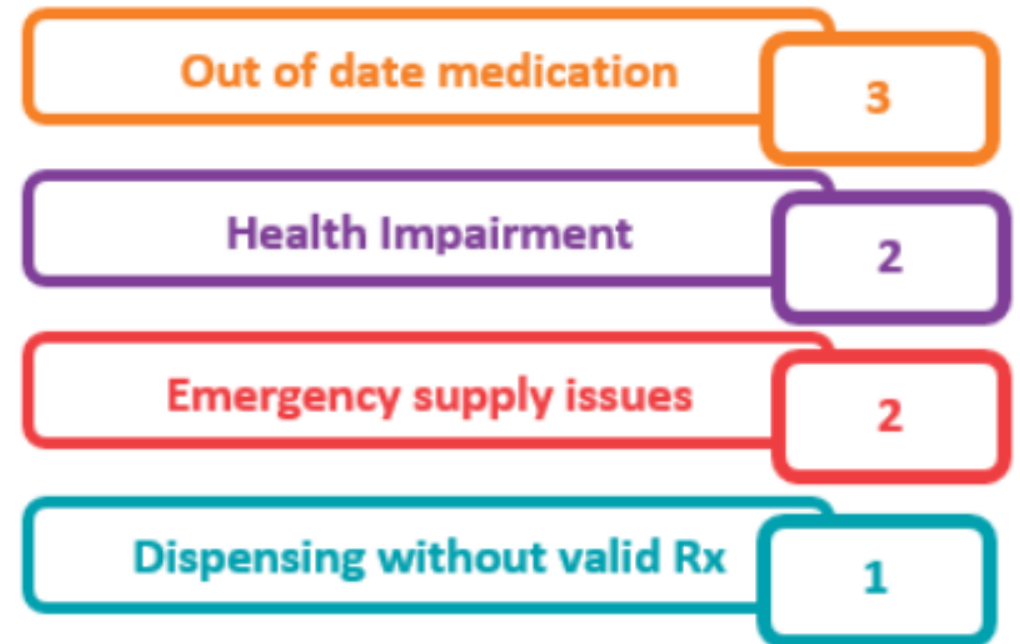 Out of date medication
3
Health Impairment
2
Emergency supply issues
2
Dispensing without valid Rx
1